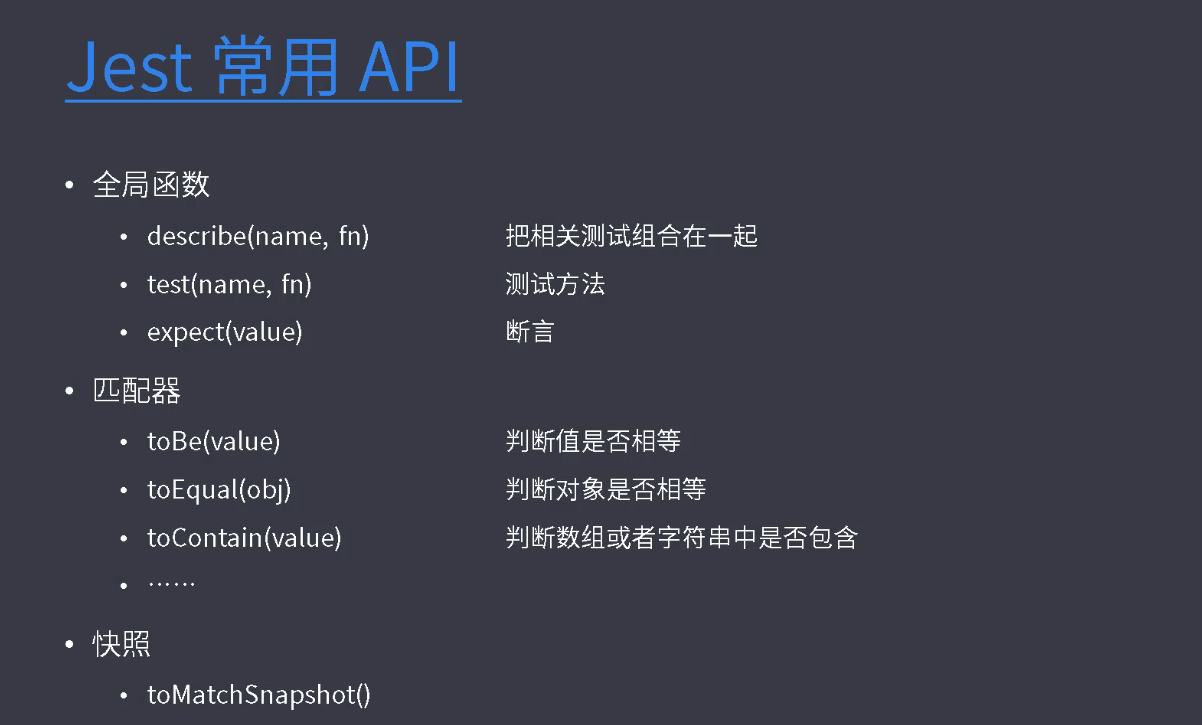 Jest 常用 API
• 全局函数
• describe(name, fn) 把相关测试组合在一起
• test(name, fn) 测试方法
• expect(value) 断言
• 匹配器
• toBe(value) 判断值是否相等
• toEqual(obj) 判断对象是否相等
• toContain(value) 判断数组或者字符串中是否包含
• ……
• 快照
• toMatchSnapshot()